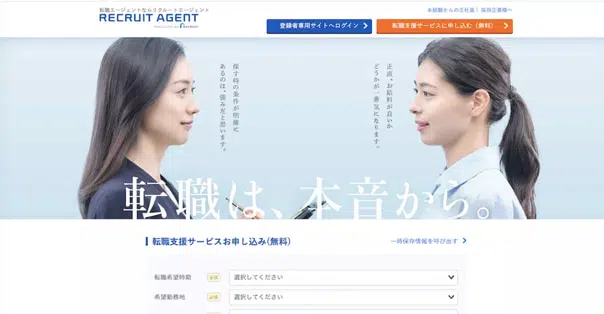 転職エージェントならリクルートエージェント
RECRUIT AGENT
未経験からの正社員
採用企業様へ
登録者専用サイトへログイン
転職支援サービスに申し込む（無料）
正直、お給料が良いか
どうかが一番気になります。
探す時の条件が明確に
あるのは、強みだと思います。
転職は、本音から。
転職支援サービスお申し込み(無料)
一時保存情報を呼び出す
転職希望時期 必須 選択してください
希望勤務地 必須 選択してください